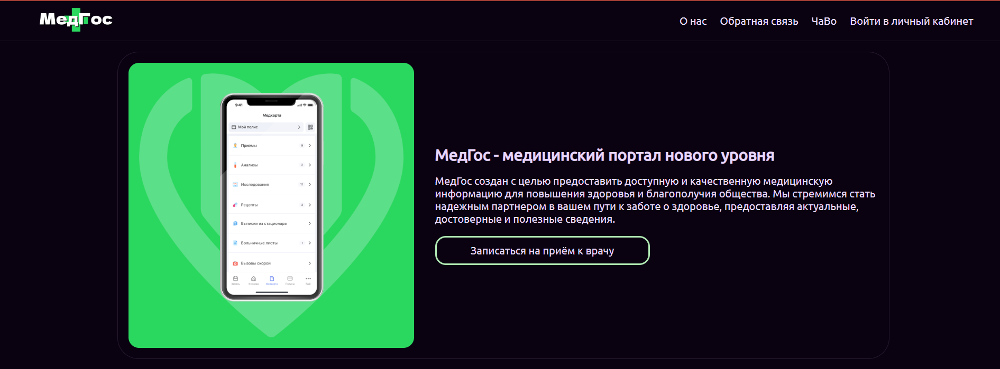 МедГос
О нас Обратная связь ЧаВо Войти в личный кабинет
9:41
Медкарта
Мой полис
Приемы 9
Анализы 2
Исследования 11
Рецепты 3
Выписки из стационара
Больничные листы 1
Вызовы скорой
Запись Клиника Медкарта Полисы Ещё
МедГос - медицинский портал нового уровня
МедГос создан с целью предоставить доступную и качественную медицинскую
информацию для повышения здоровья и благополучия общества. Мы стремимся стать
надежным партнером в вашем пути к заботе о здоровье, предоставляя актуальные,
достоверные и полезные сведения.
Записаться на приём к врачу